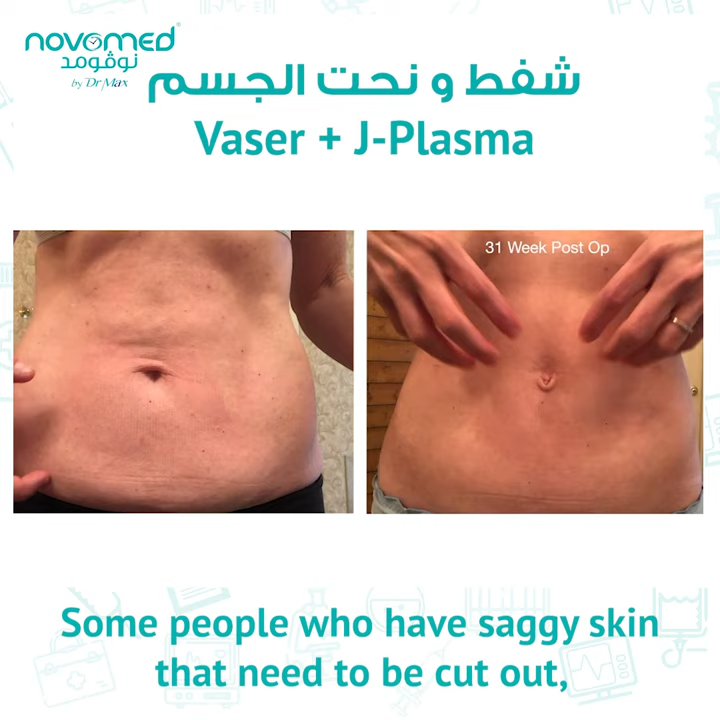 novomed
نوڤومد
by Dr Max
شفط و نحت الجسم
Vaser + J-Plasma
31 Week Post Op
Some people who have saggy skin
that need to be cut out,